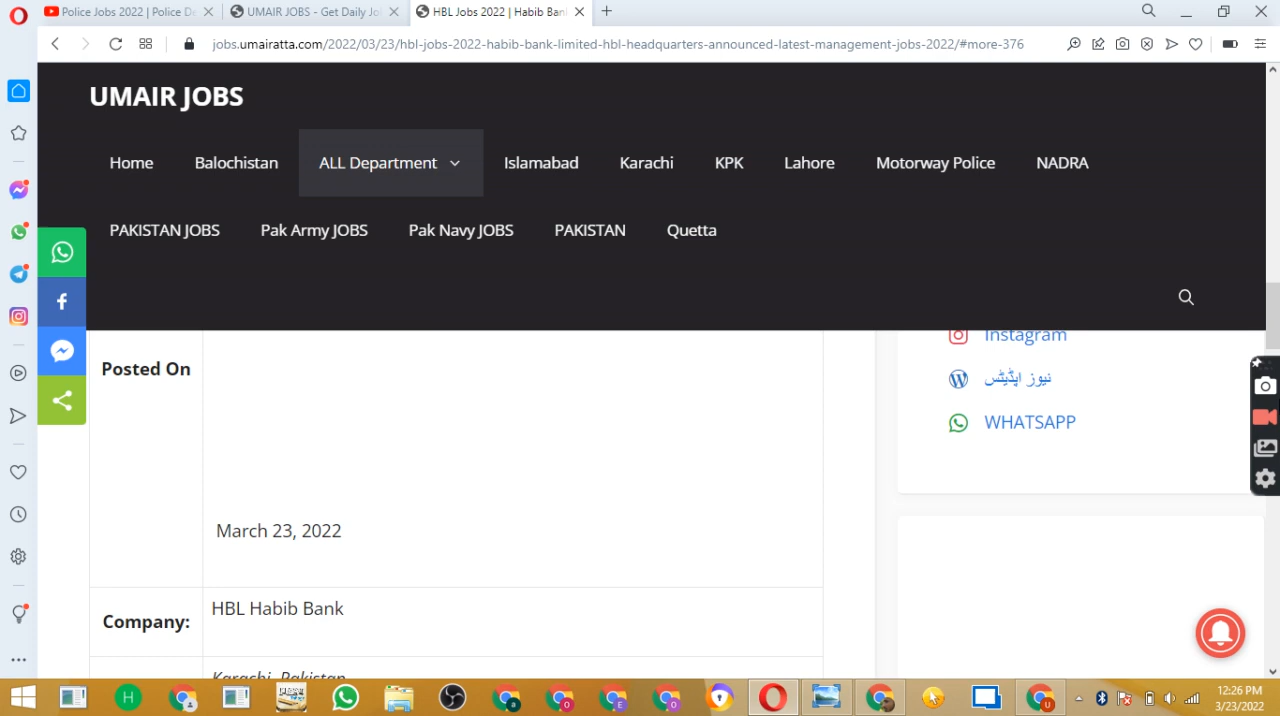 Police Jobs 2022 | Police De
UMAIR JOBS - Get Daily Jo
HBL Jobs 2022 | Habib Ban
jobs.umairatta.com/2022/03/23/hbl-jobs-2022-habib-bank-limited-hbl-headquarters-announced-latest-management-jobs-2022/#more-376
UMAIR JOBS
Home Balochistan ALL Department Islamabad Karachi KPK Lahore Motorway Police NADRA
PAKISTAN JOBS Pak Army JOBS Pak Navy JOBS PAKISTAN Quetta
Instagram
Posted On
نیوز اپڈیٹس
WHATSAPP
March 23, 2022
HBL Habib Bank
Company:
Karachi, Pakistan
12:26 PM
3/23/2022